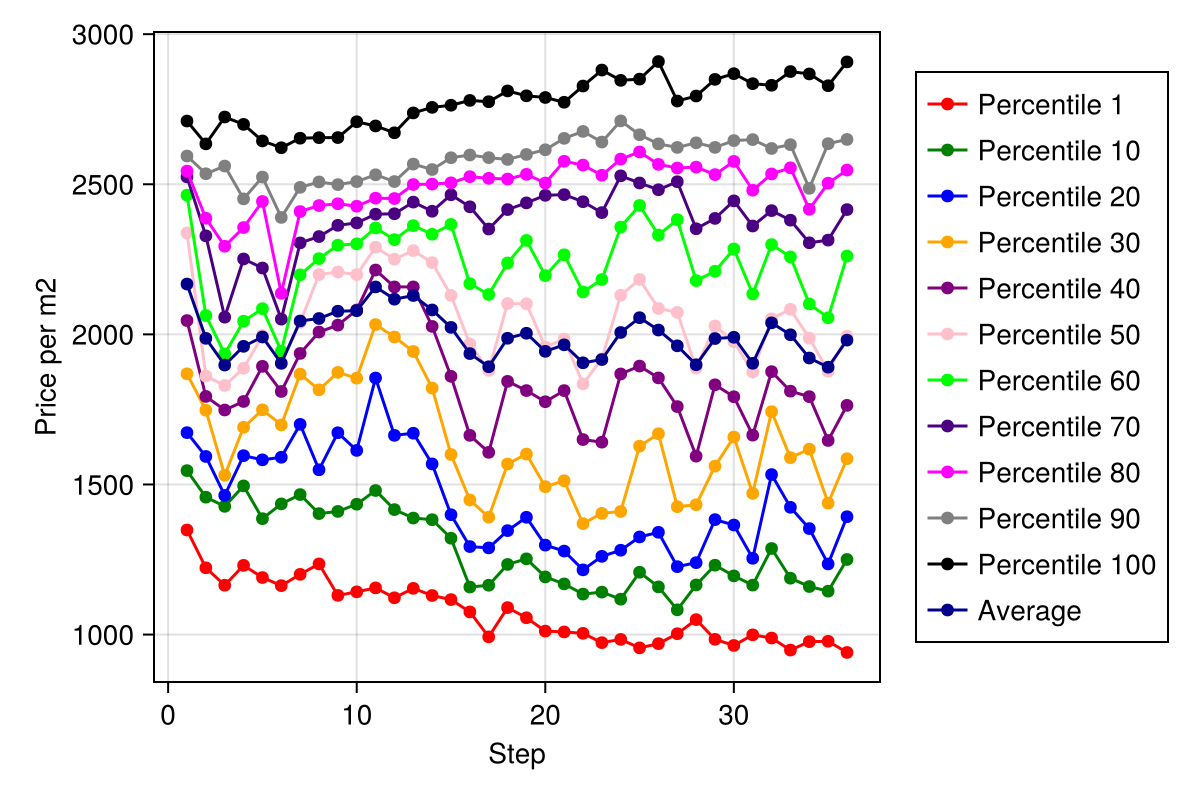 3000
2500
2000
1500
1000
Price per m2
0 10 20 30
Step
Percentile 1
Percentile 10
Percentile 20
Percentile 30
Percentile 40
Percentile 50
Percentile 60
Percentile 70
Percentile 80
Percentile 90
Percentile 100
Average